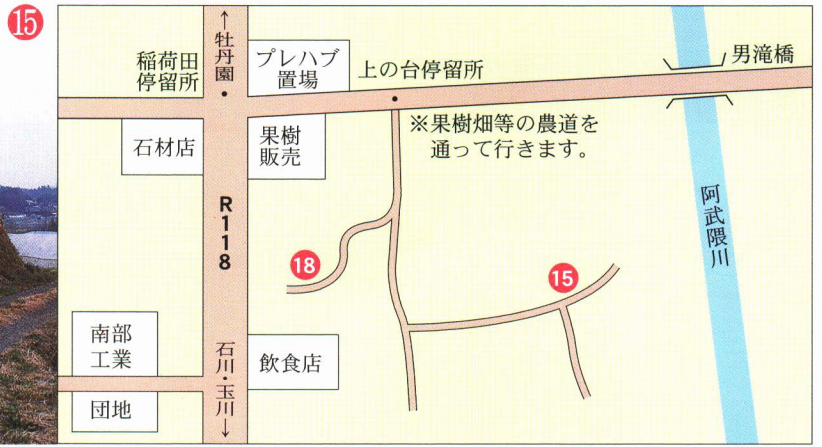 ⑮
↑牡丹園・
稲荷田
停留所
プレハブ
置場
上の台停留所
男滝橋
石材店
果樹
販売
※果樹畑等の農道を
通って行きます。
阿武隈川
R118
⑱
⑮
南部
工業
石川・玉川↓
飲食店
団地